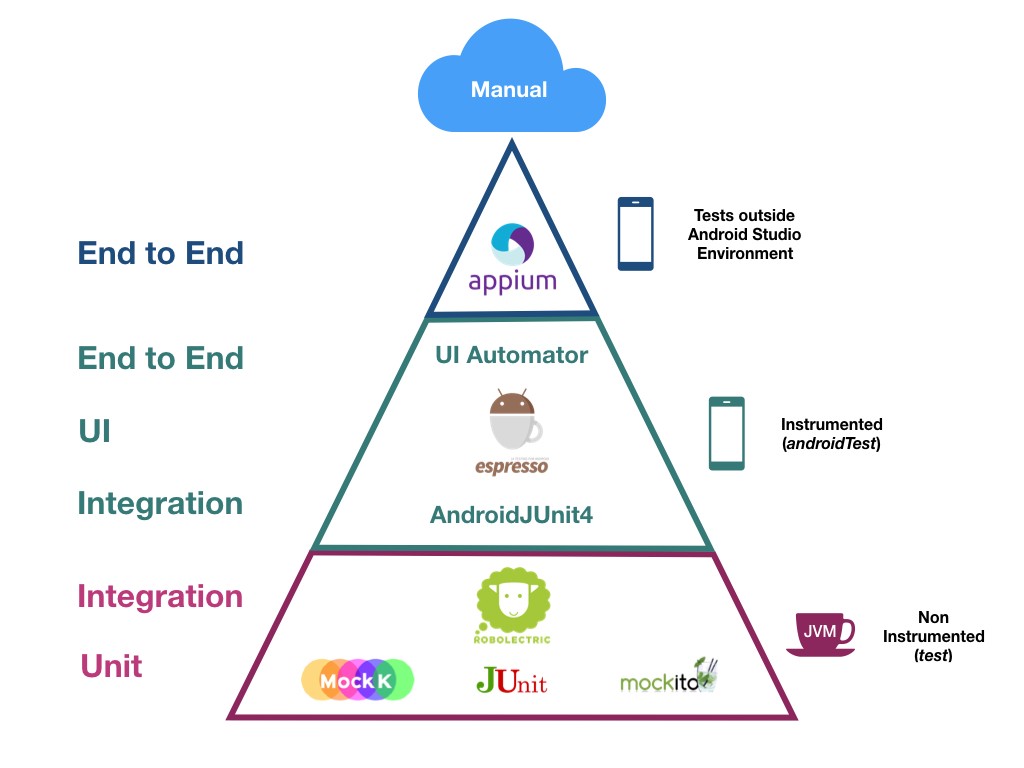 Manual
End to End
appium
Tests outside
Android Studio
Environment
End to End
UI Automator
UI
espresso
Instrumented
(androidTest)
Integration
AndroidJUnit4
Integration
ROBOLECTRIC
JVM
Non
Instrumented
(test)
Unit
MockK
JUnit
mockito